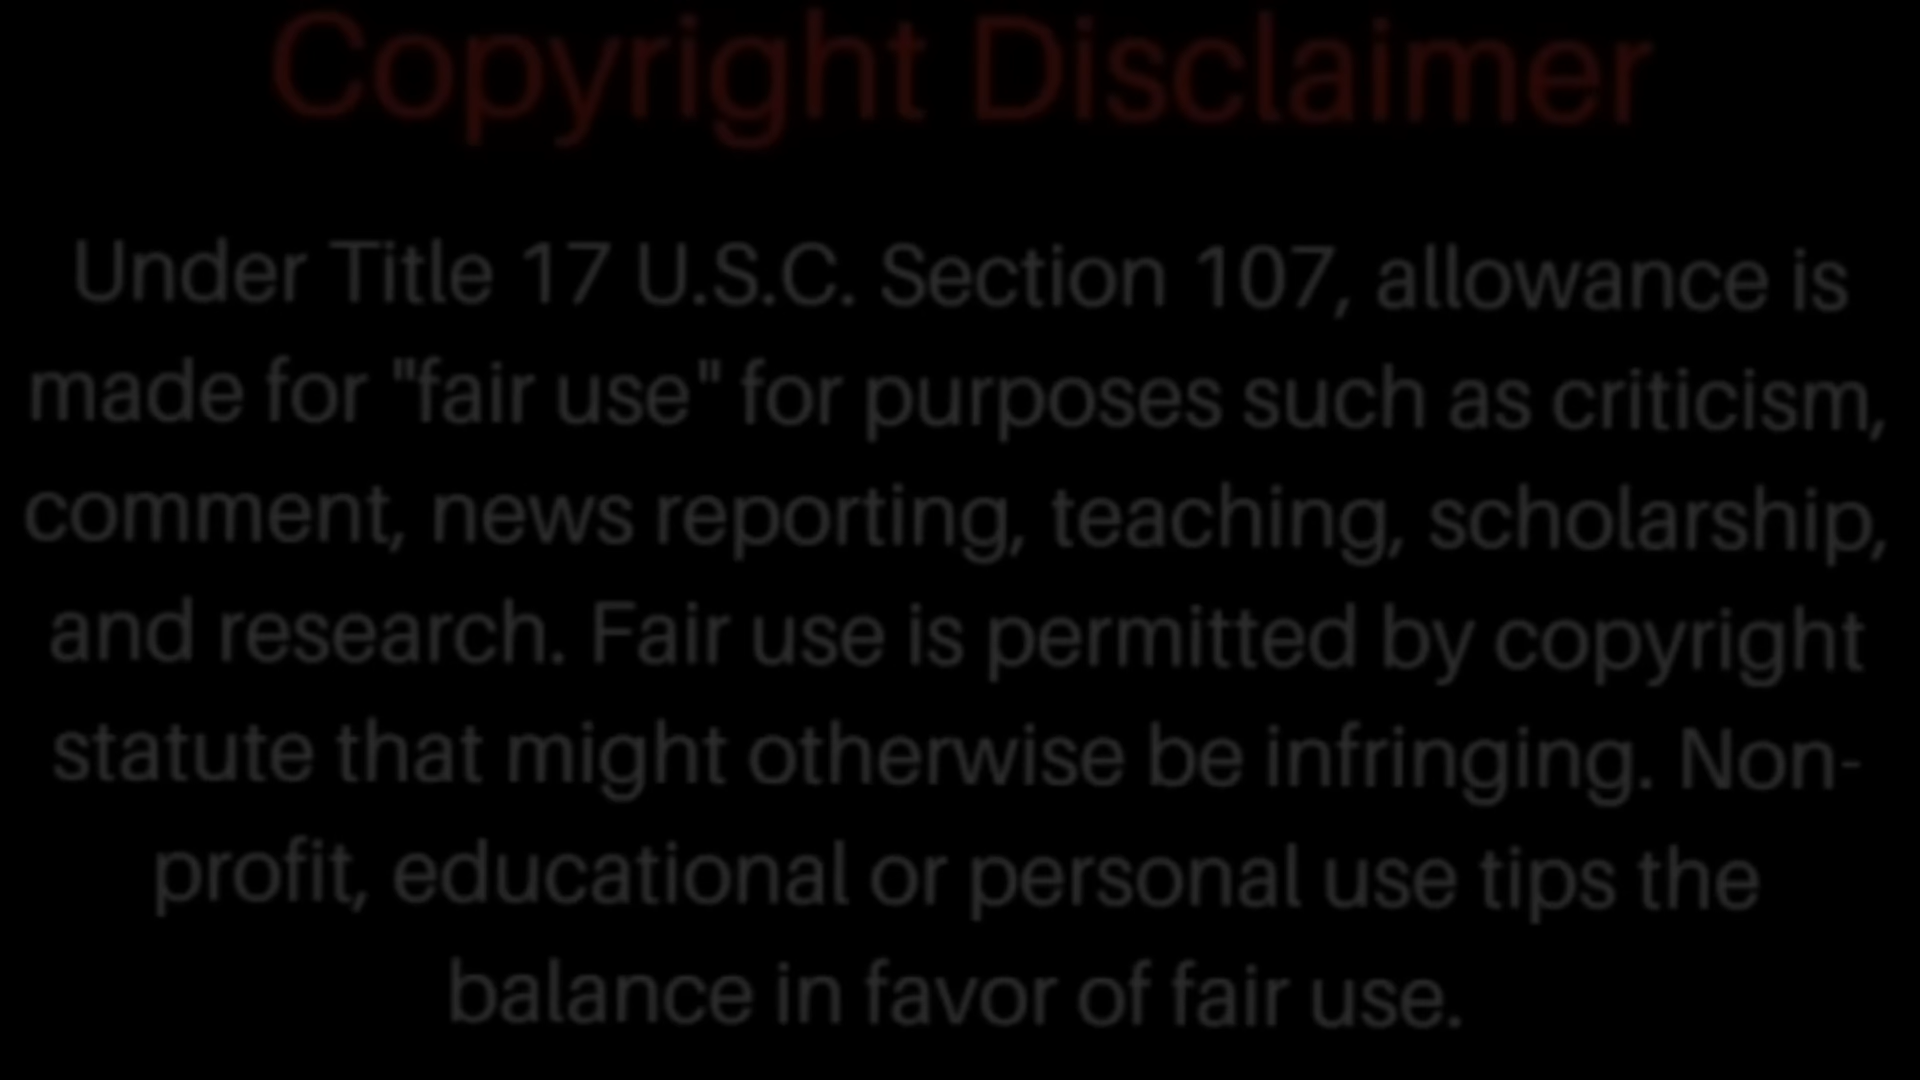 Copyright Disclaimer
Under Title 17 U.S.C. Section 107, allowance is
made for "fair use" for purposes such as criticism,
comment, news reporting, teaching, scholarship,
and research. Fair use is permitted by copyright
statute that might otherwise be infringing. Non-
profit, educational or personal use tips the
balance in favor of fair use.